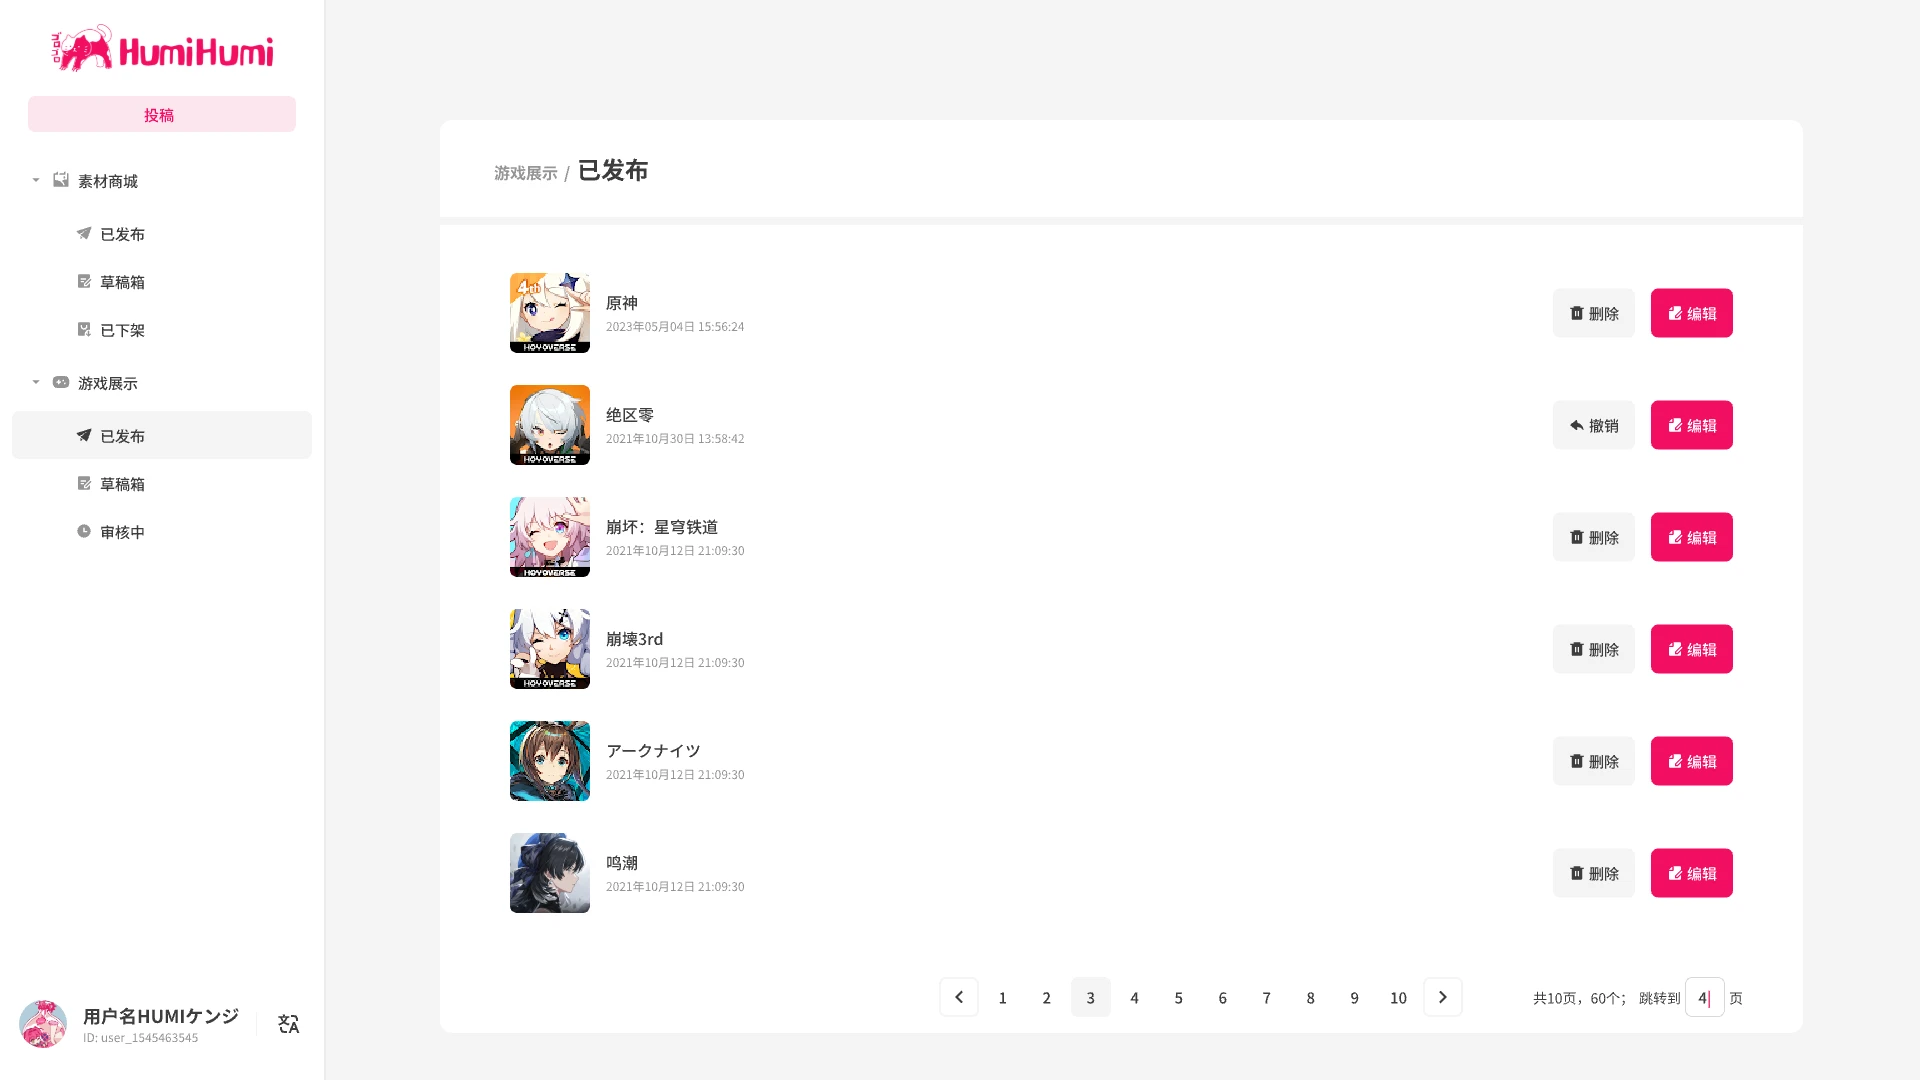 HumiHumi
投稿
素材商城
已发布
草稿箱
已下架
游戏展示
已发布
草稿箱
审核中
用户名HUMIケンジ
ID: user_1545463545
游戏展示 / 已发布
4th
HOYOVERSE
原神
2023年05月04日 15:56:24
删除
编辑
HOYOVERSE
绝区零
2021年10月30日 13:58:42
撤销
编辑
HOYOVERSE
崩坏：星穹铁道
2021年10月12日 21:09:30
删除
编辑
HOYOVERSE
崩壊3rd
2021年10月12日 21:09:30
删除
编辑
アークナイツ
2021年10月12日 21:09:30
删除
编辑
鸣潮
2021年10月12日 21:09:30
删除
编辑
1 2 3 4 5 6 7 8 9 10
共10页，60个； 跳转到 4 页